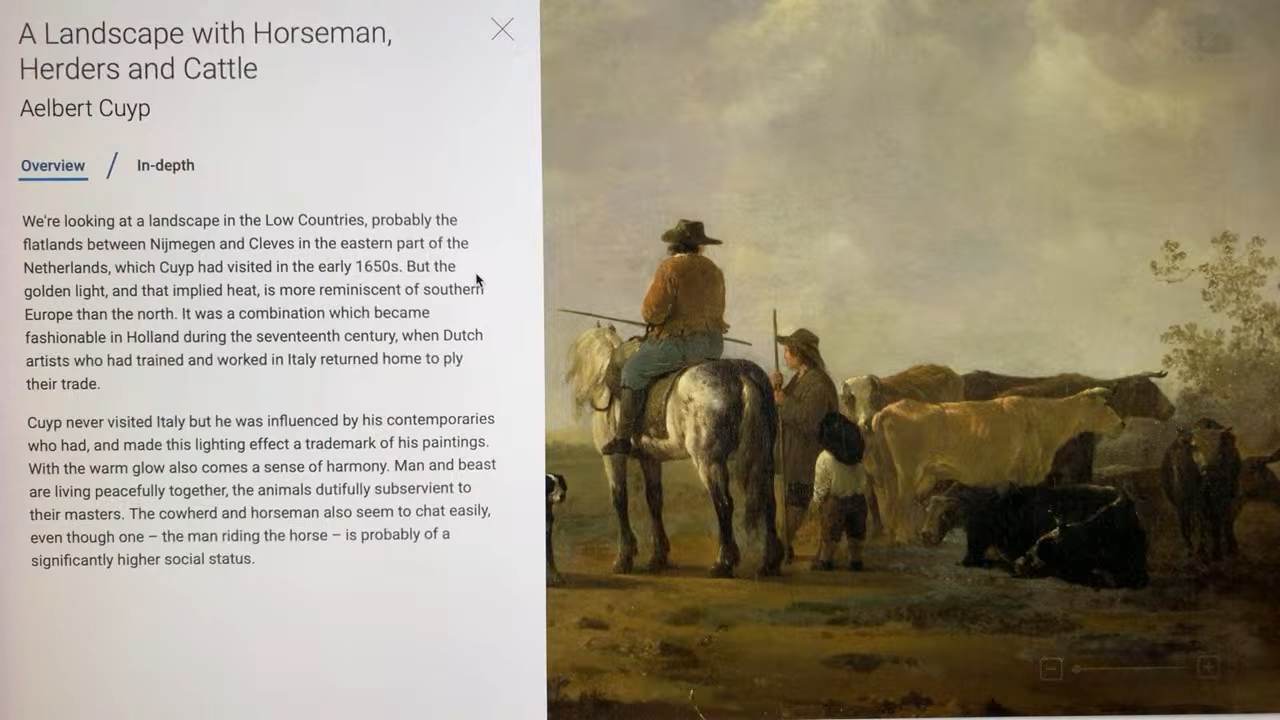 A Landscape with Horseman,
Herders and Cattle
Aelbert Cuyp
Overview / In-depth
We're looking at a landscape in the Low Countries, probably the
flatlands between Nijmegen and Cleves in the eastern part of the
Netherlands, which Cuyp had visited in the early 1650s. But the
golden light, and that implied heat, is more reminiscent of southern
Europe than the north. It was a combination which became
fashionable in Holland during the seventeenth century, when Dutch
artists who had trained and worked in Italy returned home to ply
their trade.
Cuyp never visited Italy but he was influenced by his contemporaries
who had, and made this lighting effect a trademark of his paintings.
With the warm glow also comes a sense of harmony. Man and beast
are living peacefully together, the animals dutifully subservient to
their masters. The cowherd and horseman also seem to chat easily,
even though one – the man riding the horse – is probably of a
significantly higher social status.